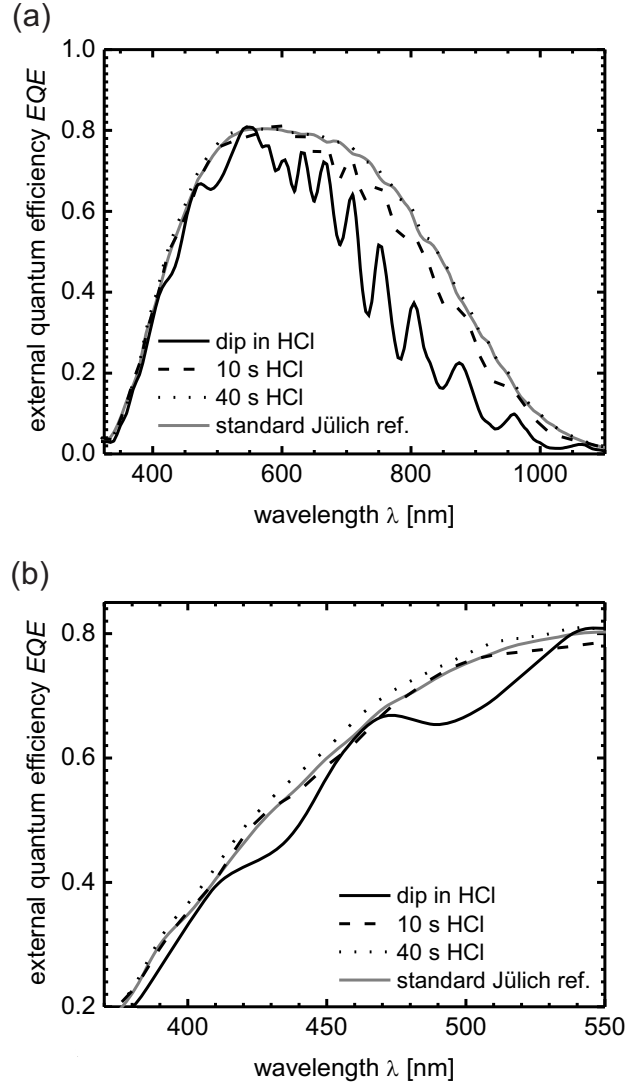 (a)
external quantum efficiency EQE
1.0
0.8
0.6
0.4
0.2
0.0
dip in HCl
10 s HCl
40 s HCl
standard Jülich ref.
400 600 800 1000
wavelength λ [nm]
(b)
external quantum efficiency EQE
0.8
0.6
0.4
0.2
dip in HCl
10 s HCl
40 s HCl
standard Jülich ref.
400 450 500 550
wavelength λ [nm]